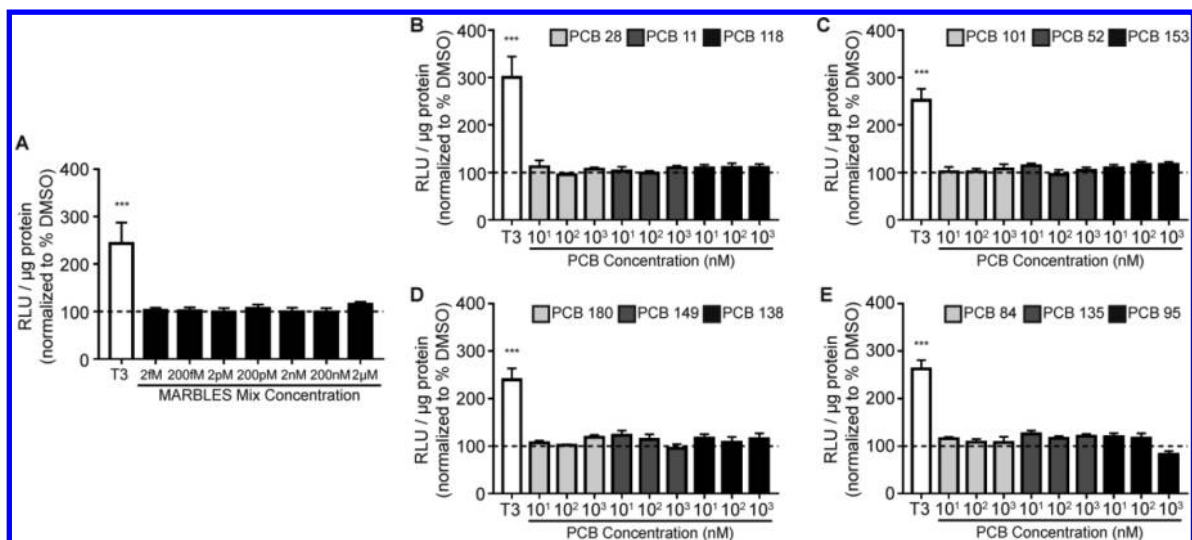 A
RLU / µg protein
(normalized to % DMSO)
400
300
200
100
0
***
T3
2fM 200fM 2pM 200pM 2nM 200nM 2µM
MARBLES Mix Concentration
B
RLU / µg protein
(normalized to % DMSO)
400
300
200
100
0
***
PCB 28 PCB 11 PCB 118
T3 10¹ 10² 10³ 10¹ 10² 10³ 10¹ 10² 10³
PCB Concentration (nM)
C
RLU / µg protein
(normalized to % DMSO)
400
300
200
100
0
***
PCB 101 PCB 52 PCB 153
T3 10¹ 10² 10³ 10¹ 10² 10³ 10¹ 10² 10³
PCB Concentration (nM)
D
RLU / µg protein
(normalized to % DMSO)
400
300
200
100
0
***
PCB 180 PCB 149 PCB 138
T3 10¹ 10² 10³ 10¹ 10² 10³ 10¹ 10² 10³
PCB Concentration (nM)
E
RLU / µg protein
(normalized to % DMSO)
400
300
200
100
0
***
PCB 84 PCB 135 PCB 95
T3 10¹ 10² 10³ 10¹ 10² 10³ 10¹ 10² 10³
PCB Concentration (nM)